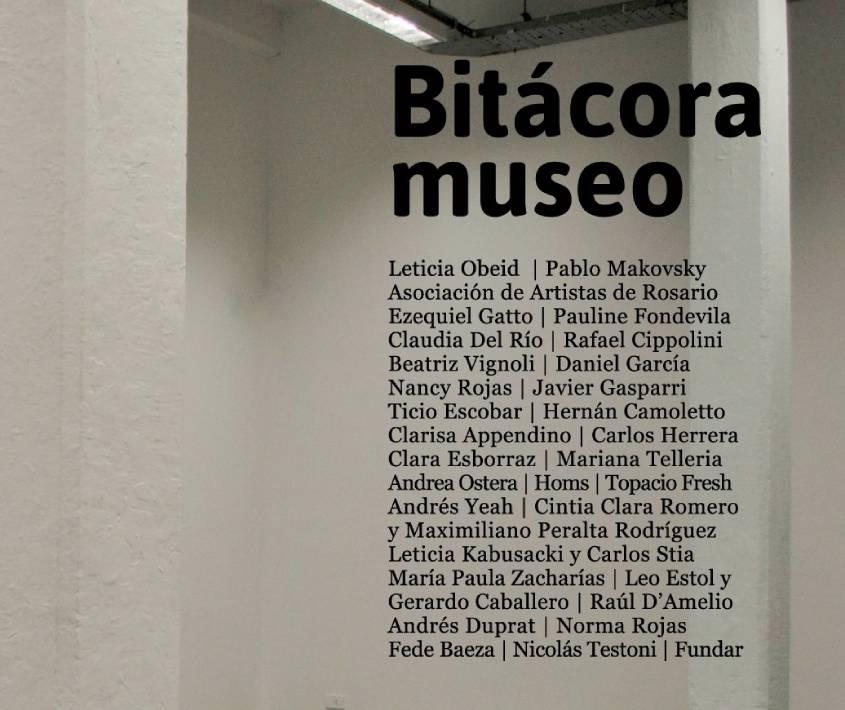 Bitácora
museo
Leticia Obeid | Pablo Makovsky
Asociación de Artistas de Rosario
Ezequiel Gatto | Pauline Fondevila
Claudia Del Río | Rafael Cippolini
Beatriz Vignoli | Daniel García
Nancy Rojas | Javier Gasparri
Ticio Escobar | Hernán Camoletto
Clarisa Appendino | Carlos Herrera
Clara Esborraz | Mariana Telleria
Andrea Ostera | Homs | Topacio Fresh
Andrés Yeah | Cintia Clara Romero
y Maximiliano Peralta Rodríguez
Leticia Kabusacki y Carlos Stia
María Paula Zacharías | Leo Estol y
Gerardo Caballero | Raúl D’Amelio
Andrés Duprat | Norma Rojas
Fede Baeza | Nicolás Testoni | Fundar